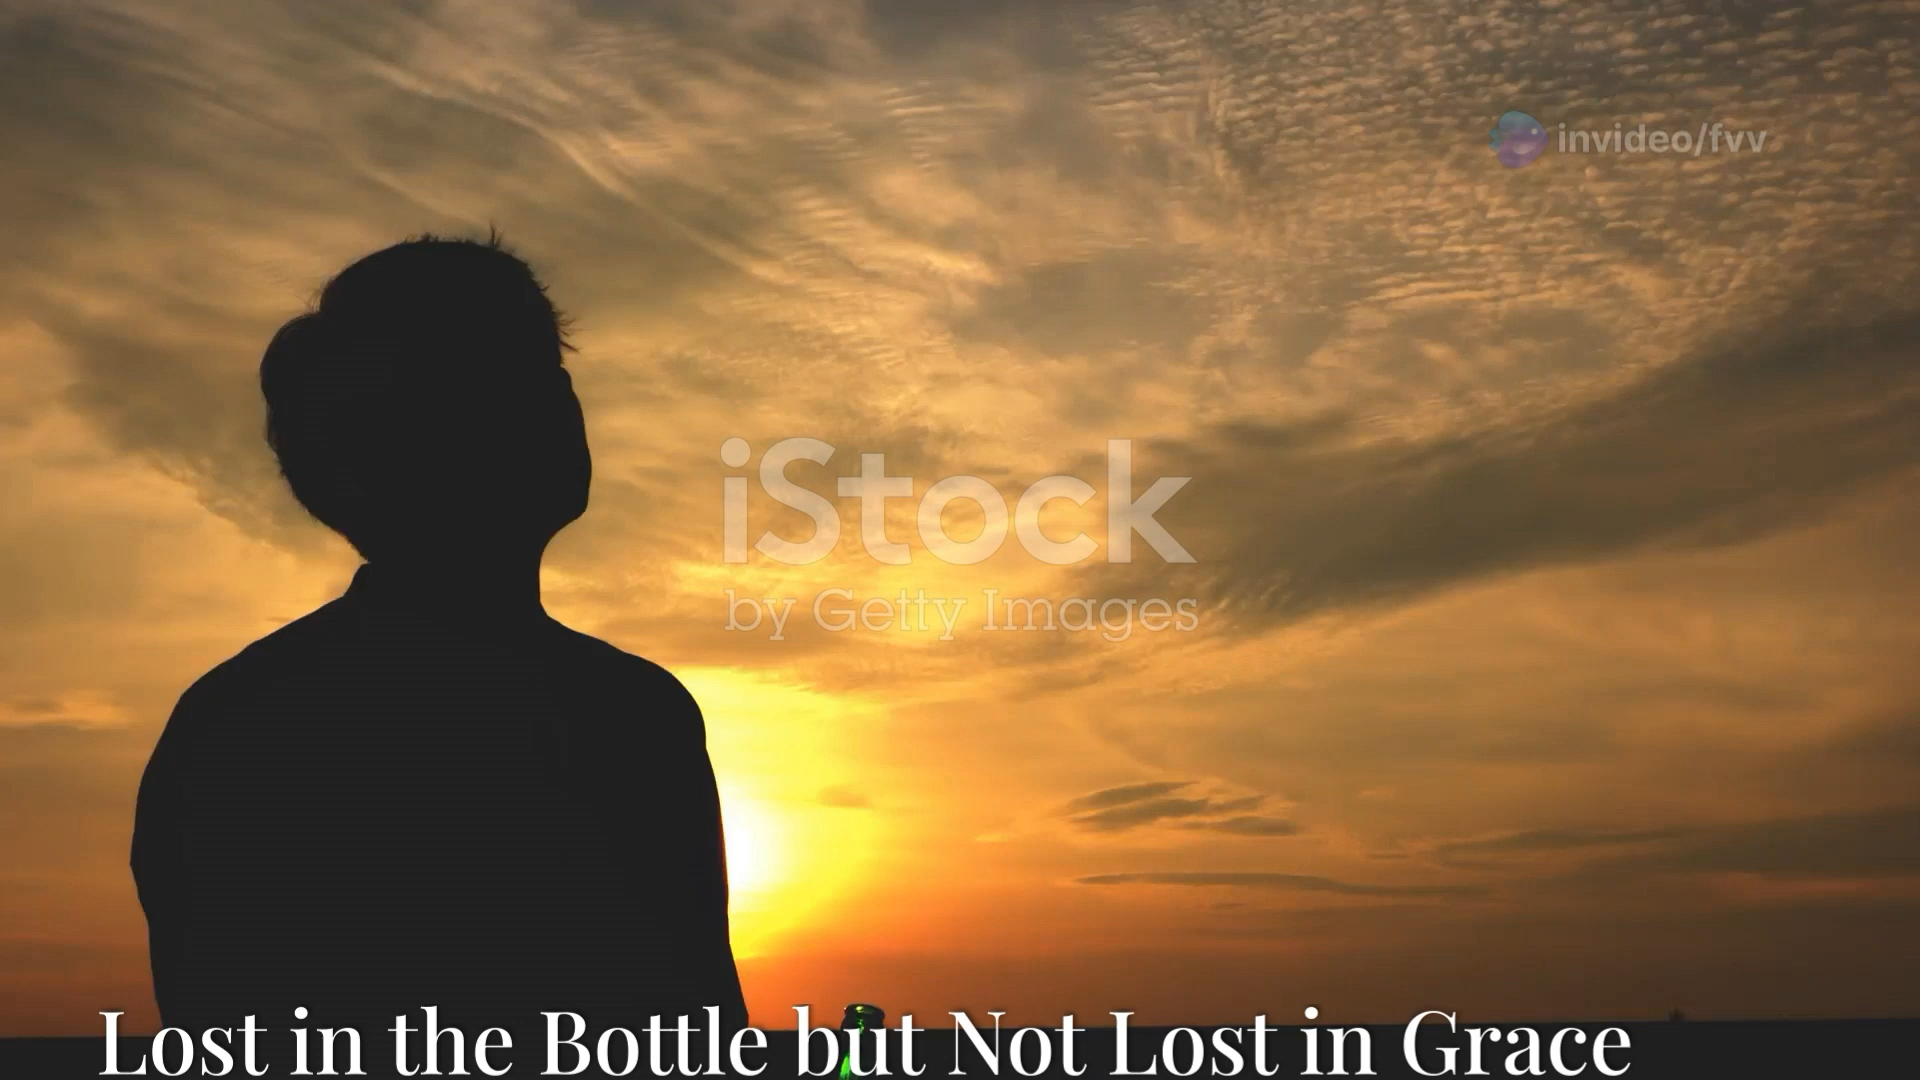 invideo/fvv
iStock
by Getty Images
Lost in the Bottle but Not Lost in Grace